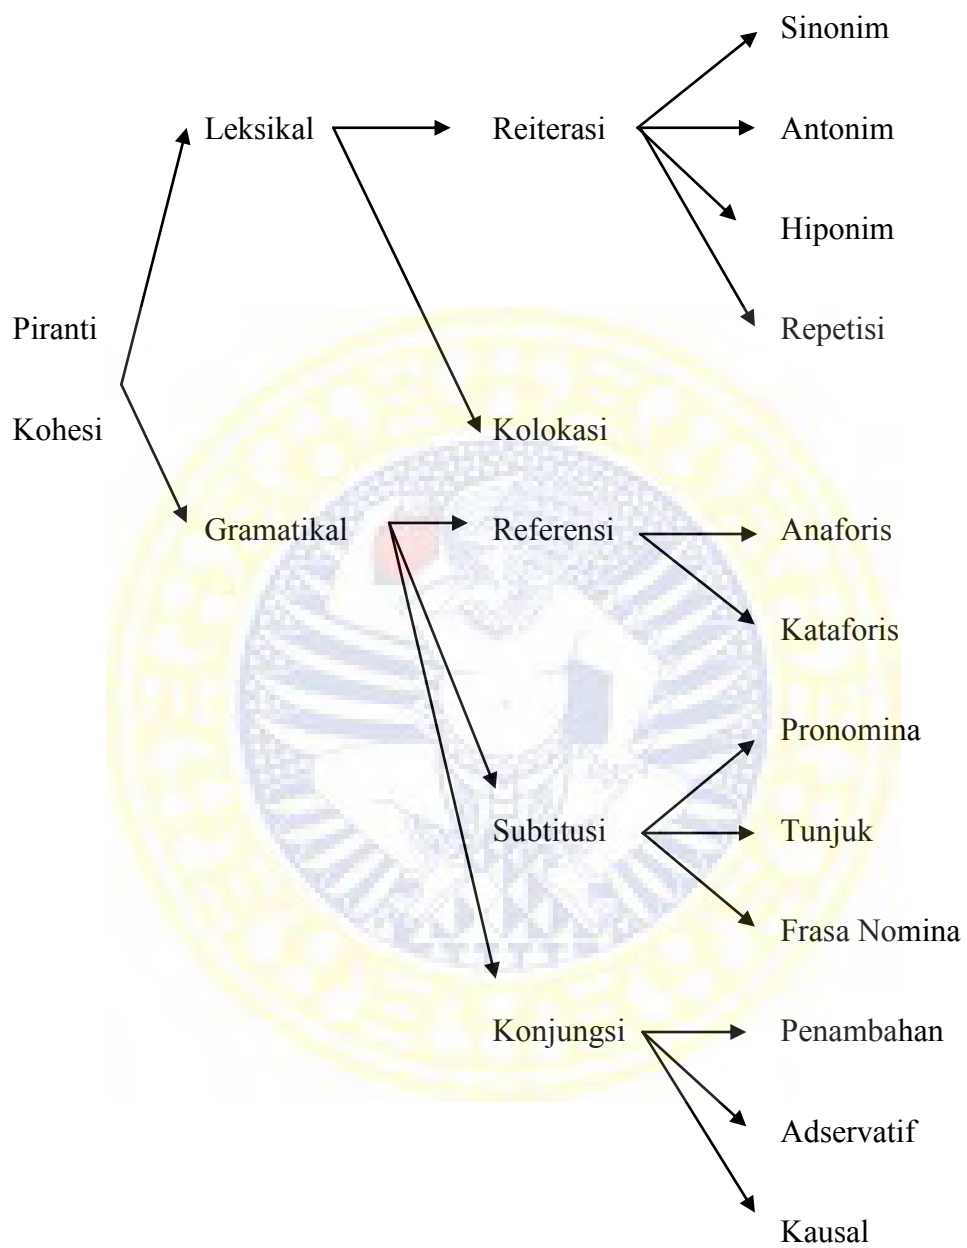 Sinonim
Leksikal Reiterasi Antonim
Hiponim
Piranti Repetisi
Kohesi Kolokasi
Gramatikal Referensi Anaforis
Kataforis
Pronomina
Subtitusi Tunjuk
Frasa Nomina
Konjungsi Penambahan
Adservatif
Kausal